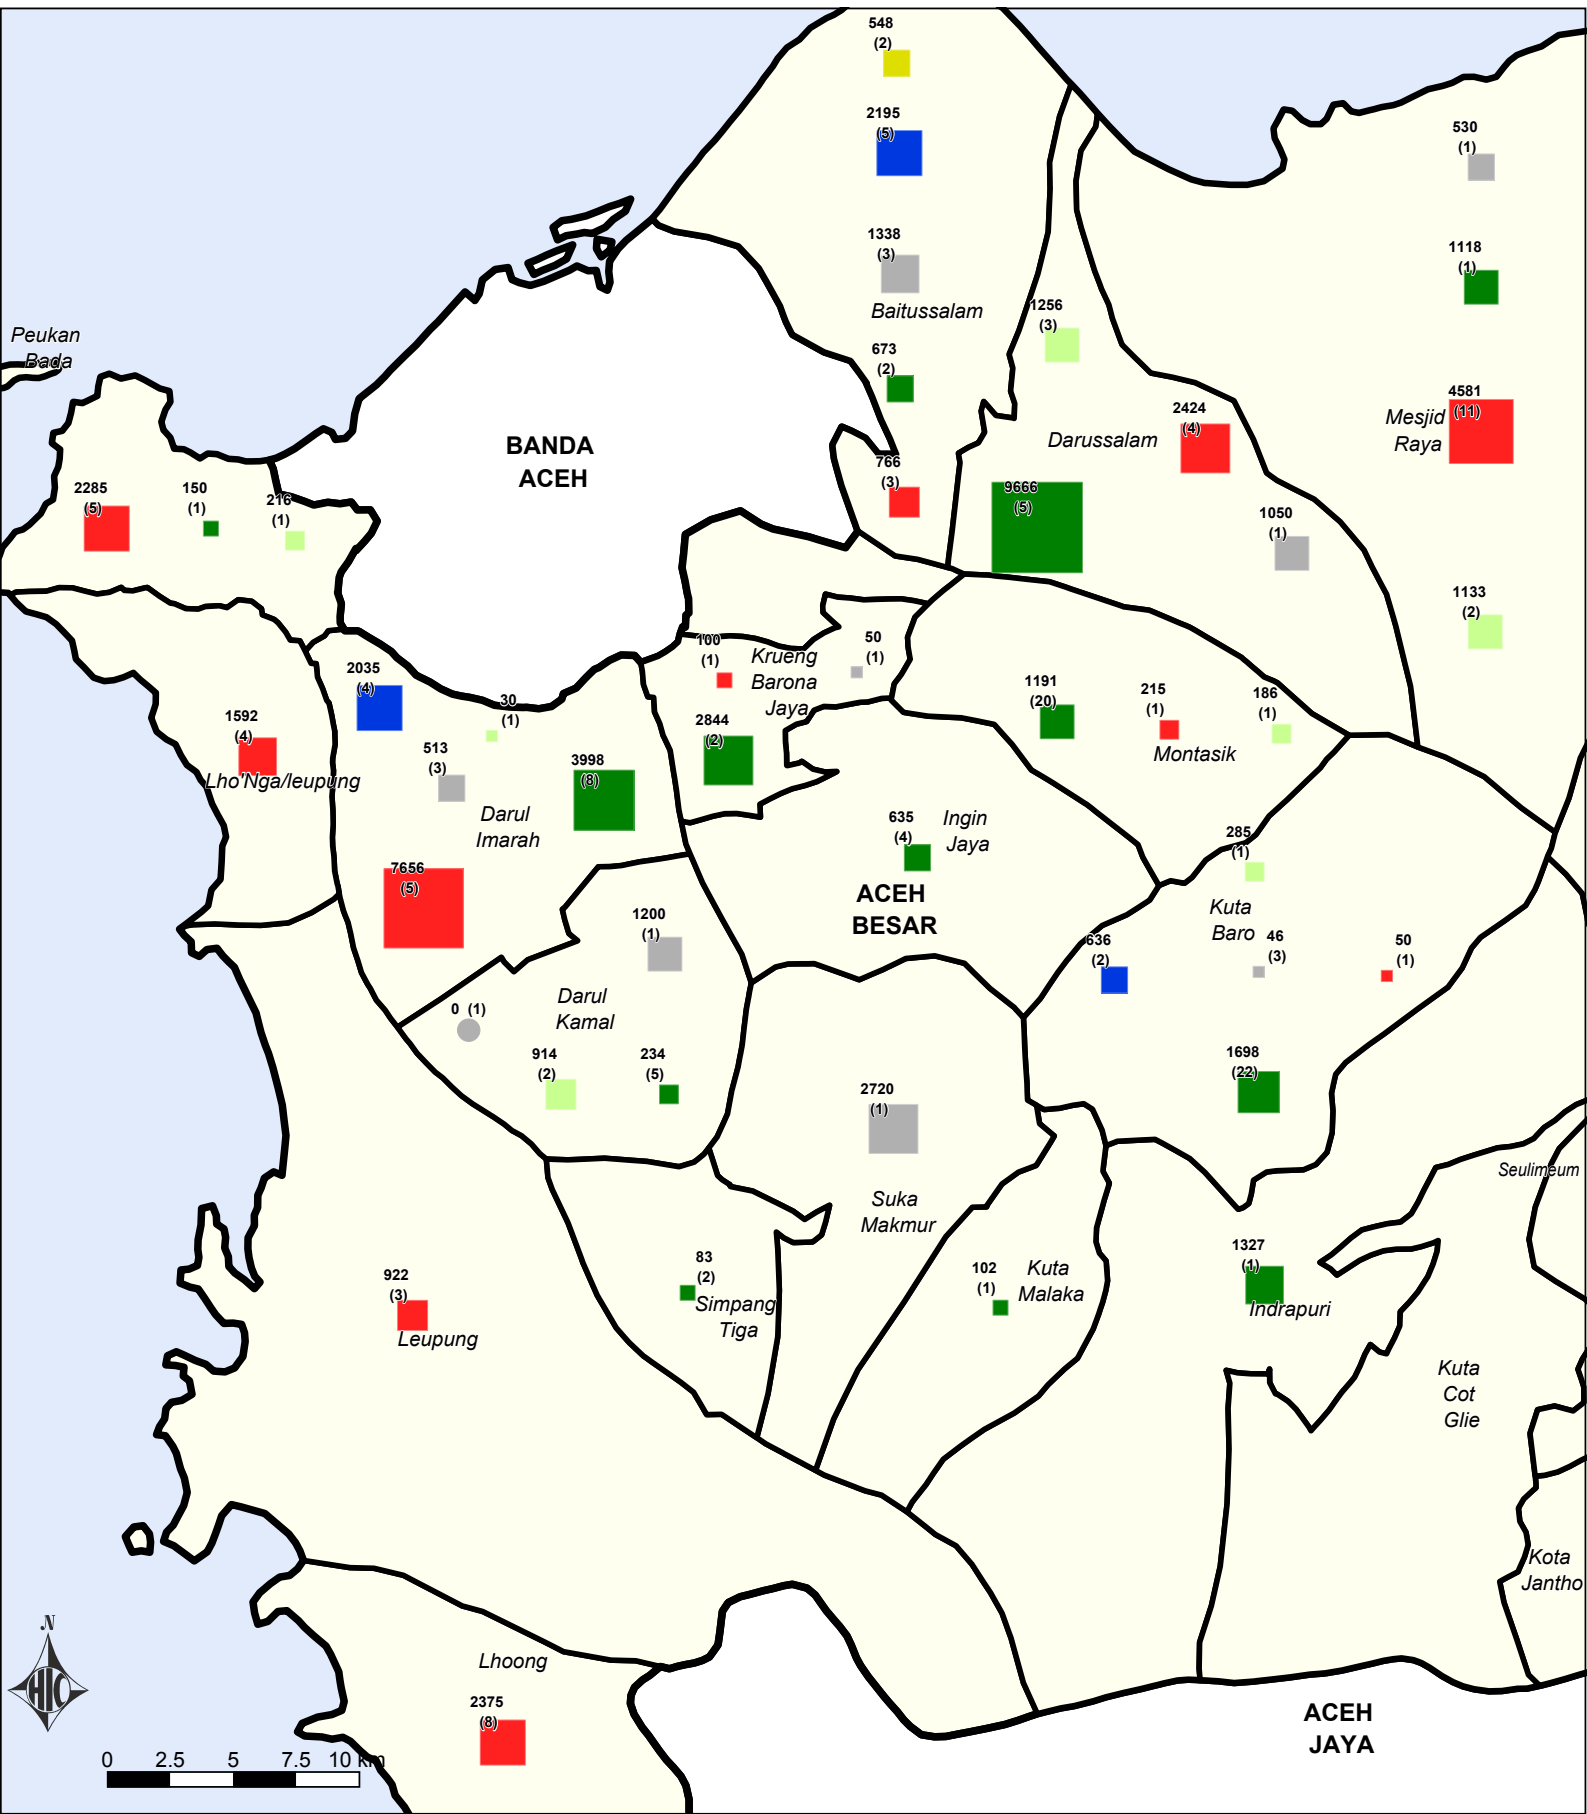 548
(2)
2195
(5)
1338
(3)
Baitussalam
673
(2)
766
(3)
530
(1)
1118
(1)
4581
(11)
Mesjid
Raya
1133
(2)
1256
(3)
2424
(4)
Darussalam
9666
(5)
1050
(1)
Peukan
Bada
2285
(5)
150
(1)
216
(1)
BANDA
ACEH
100
(1)
50
(1)
Krueng
Barona
Jaya
2844
(2)
1191
(20)
215
(1)
186
(1)
Montasik
1592
(4)
Lho'Nga/leupung
2035
(4)
30
(1)
513
(3)
3998
(8)
Darul
Imarah
7656
(5)
635
(4)
Ingin
Jaya
ACEH
BESAR
285
(1)
Kuta
Baro
636
(2)
46
(3)
50
(1)
1698
(22)
1200
(1)
Darul
Kamal
0 (1)
914
(2)
234
(5)
2720
(1)
Suka
Makmur
Seulimeum
83
(2)
Simpang
Tiga
102
(1)
Kuta
Malaka
1327
(1)
Indrapuri
922
(3)
Leupung
Kuta
Cot
Glie
Kota
Jantho
N
HIC
Lhoong
2375
(8)
ACEH
JAYA
0 2.5 5 7.5 10 km